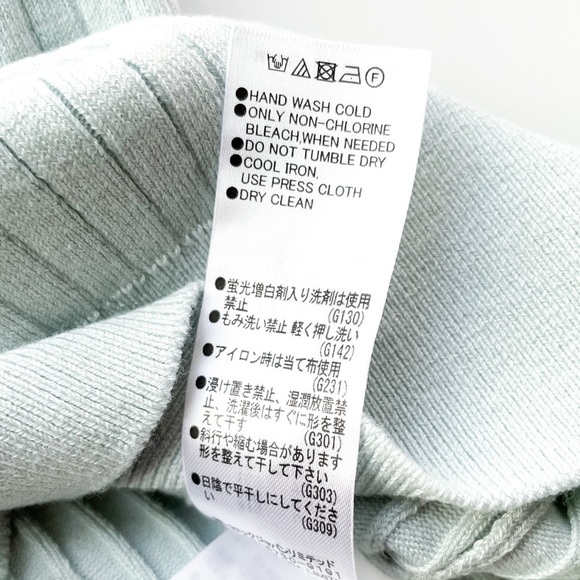 F
●HAND WASH COLD
●ONLY NON-CHLORINE
BLEACH,WHEN NEEDED
●DO NOT TUMBLE DRY
●COOL IRON,
USE PRESS CLOTH
●DRY CLEAN
●蛍光増白剤入り洗剤は使用
禁止 (G130)
●もみ洗い禁止 軽く押し洗い
(G142)
●アイロン時は当て布使用
(G231)
●浸け置き禁止、湿潤放置禁
止、洗濯後はすぐに形を整
えて干す (G301)
●斜行や縮む場合があります
形を整えて干して下さい
(G303)
●日陰で平干しにしてくださ
い (G309)